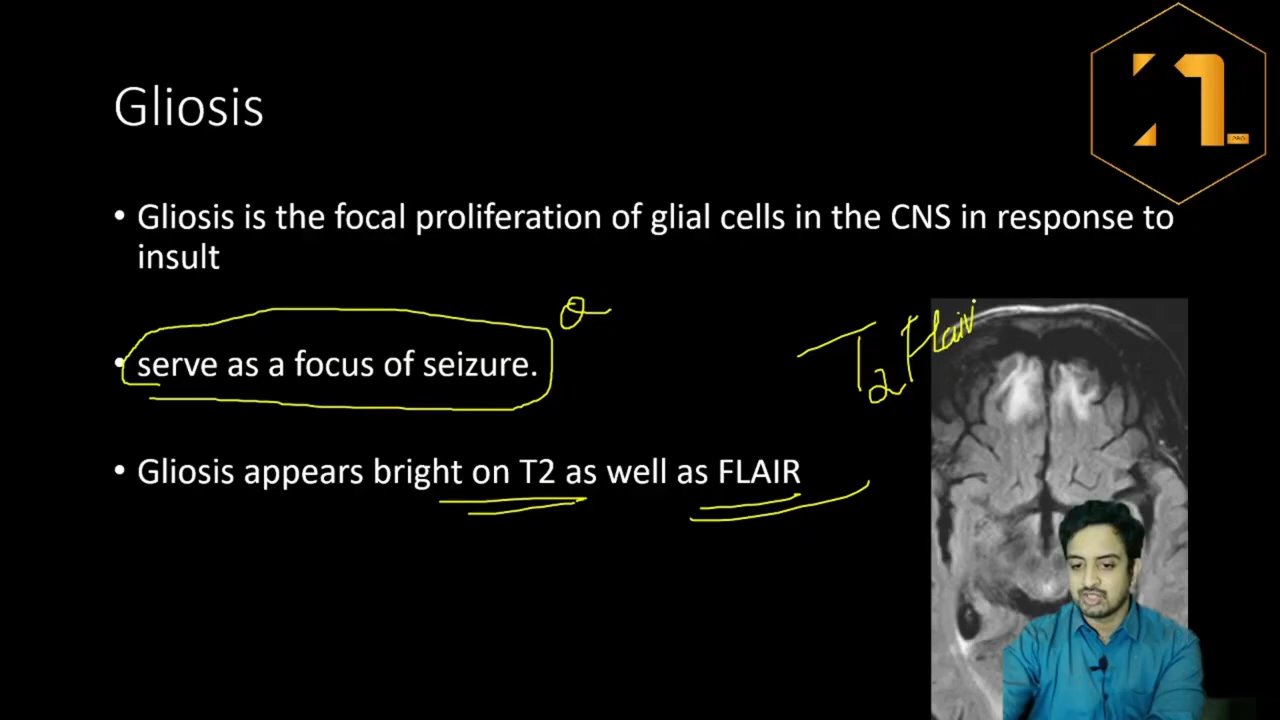 Gliosis
• Gliosis is the focal proliferation of glial cells in the CNS in response to
insult
• serve as a focus of seizure.
T2 Flair
• Gliosis appears bright on T2 as well as FLAIR
PRO